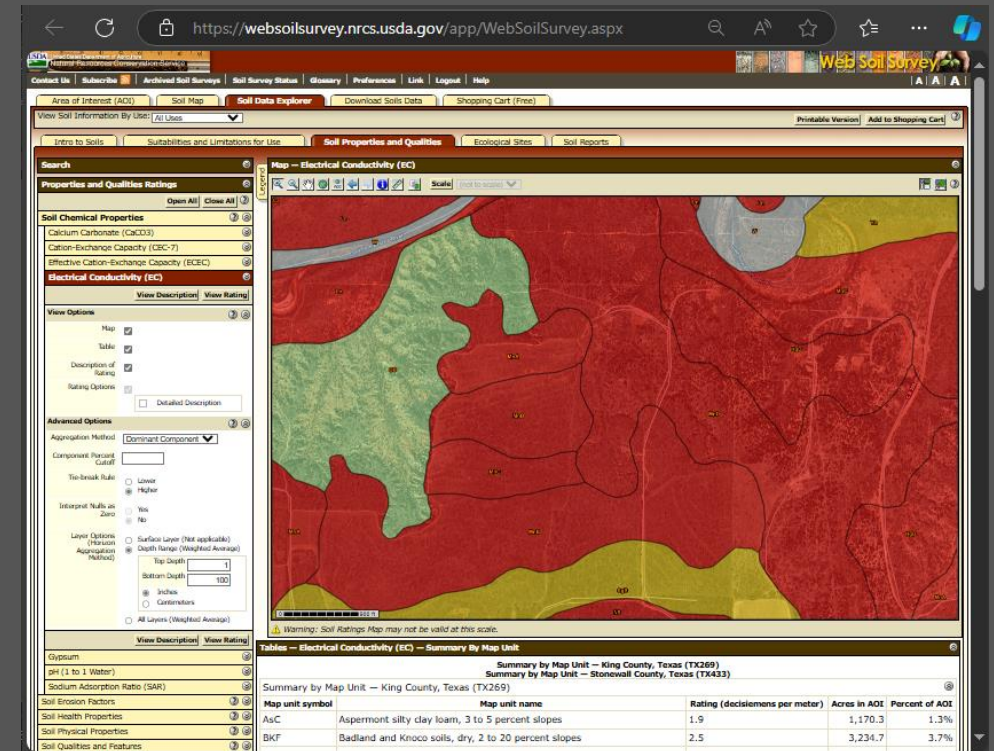 https://websoilsurvey.nrcs.usda.gov/app/WebSoilSurvey.aspx
USDA United States Department of Agriculture
Natural Resources Conservation Service
Web Soil Survey
Contact Us | Subscribe | Archived Soil Surveys | Soil Survey Status | Glossary | Preferences | Link | Logout | Help
A A A
Area of Interest (AOI) Soil Map Soil Data Explorer Download Soils Data Shopping Cart (Free)
View Soil Information By Use: All Uses Printable Version Add to Shopping Cart
Intro to Soils Suitabilities and Limitations for Use Soil Properties and Qualities Ecological Sites Soil Reports
Search
Properties and Qualities Ratings
Open All Close All
Soil Chemical Properties
Calcium Carbonate (CaCO3)
Cation-Exchange Capacity (CEC-7)
Effective Cation-Exchange Capacity (ECEC)
Electrical Conductivity (EC)
View Description View Rating
View Options
Map
Table
Description of Rating
Rating Options
Detailed Description
Advanced Options
Aggregation Method Dominant Component
Component Percent Cutoff
Tie-break Rule
Lower
Higher
Interpret Nulls as Zero
Yes
No
Layer Options (Horizon Aggregation Method)
Surface Layer (Not applicable)
Depth Range (Weighted Average)
Top Depth 1
Bottom Depth 100
Inches
Centimeters
All Layers (Weighted Average)
View Description View Rating
Gypsum
pH (1 to 1 Water)
Sodium Adsorption Ratio (SAR)
Soil Erosion Factors
Soil Health Properties
Soil Physical Properties
Soil Qualities and Features
Legend
Map — Electrical Conductivity (EC)
Scale (not to scale)
Warning: Soil Ratings Map may not be valid at this scale.
Tables — Electrical Conductivity (EC) — Summary By Map Unit
Summary by Map Unit — King County, Texas (TX269)
Summary by Map Unit — Stonewall County, Texas (TX433)
Summary by Map Unit — King County, Texas (TX269)
Map unit symbol Map unit name Rating (decisiemens per meter) Acres in AOI Percent of AOI
AsC Aspermont silty clay loam, 3 to 5 percent slopes 1.9 1,170.3 1.3%
BKF Badland and Knoco soils, dry, 2 to 20 percent slopes 2.5 3,234.7 3.7%